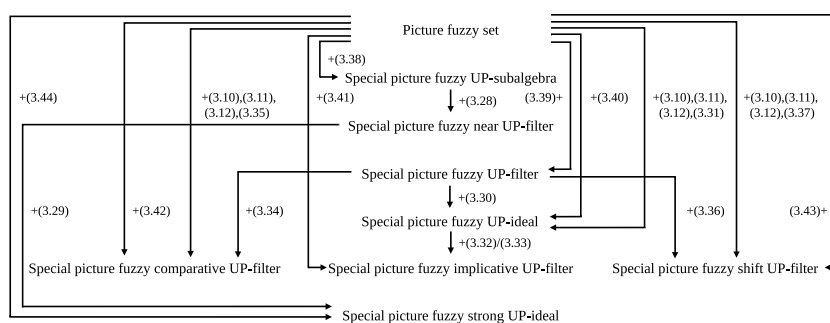 Picture fuzzy set
+(3.38)
Special picture fuzzy UP-subalgebra
+(3.44)
+(3.10),(3.11),
(3.12),(3.35)
+(3.41)
+(3.28)
(3.39)+
+(3.40)
+(3.10),(3.11),
(3.12),(3.31)
+(3.10),(3.11),
(3.12),(3.37)
Special picture fuzzy near UP-filter
Special picture fuzzy UP-filter
+(3.29)
+(3.42)
+(3.34)
+(3.30)
+(3.36)
(3.43)+
Special picture fuzzy UP-ideal
+(3.32)/(3.33)
Special picture fuzzy comparative UP-filter
Special picture fuzzy implicative UP-filter
Special picture fuzzy shift UP-filter
Special picture fuzzy strong UP-ideal